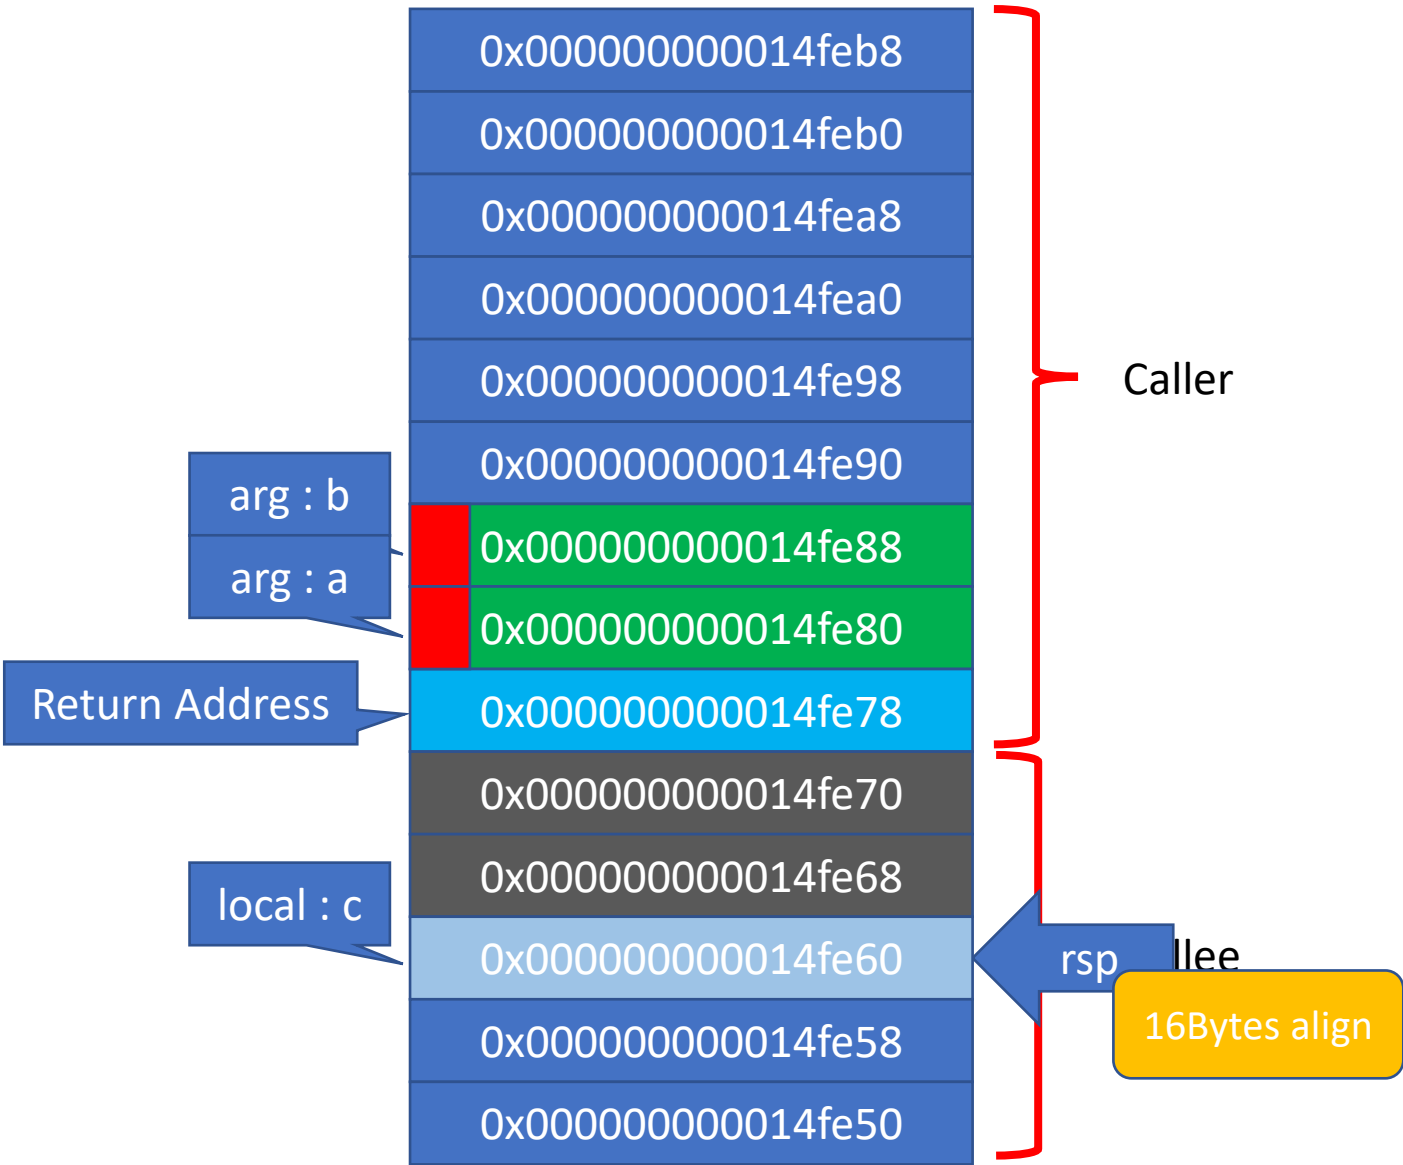 0x000000000014feb8
0x000000000014feb0
0x000000000014fea8
0x000000000014fea0
0x000000000014fe98
Caller
0x000000000014fe90
arg : b
0x000000000014fe88
arg : a
0x000000000014fe80
Return Address
0x000000000014fe78
0x000000000014fe70
0x000000000014fe68
local : c
0x000000000014fe60
rsp
llee
16Bytes align
0x000000000014fe58
0x000000000014fe50